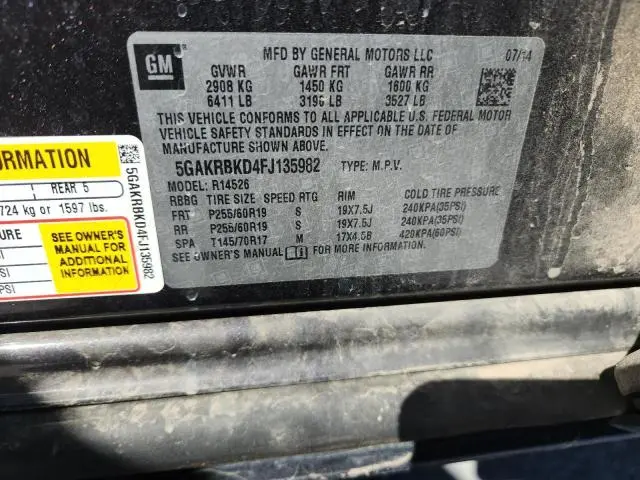 GM
MFD BY GENERAL MOTORS LLC 07/14
GVWR GAWR FRT GAWR RR
2908 KG 1450 KG 1600 KG
6411 LB 3196 LB 3527 LB
THIS VEHICLE CONFORMS TO ALL APPLICABLE U.S. FEDERAL MOTOR
VEHICLE SAFETY STANDARDS IN EFFECT ON THE DATE OF
MANUFACTURE SHOWN ABOVE.
5GAKRBKD4FJ135982 TYPE: M.P.V.
MODEL: R14526
RBBG TIRE SIZE SPEED RTG RIM COLD TIRE PRESSURE
FRT P255/60R19 S 19X7.5J 240KPA(35PSI)
RR P255/60R19 S 19X7.5J 240KPA(35PSI)
SPA T145/70R17 M 17X4.5B 420KPA(60PSI)
SEE OWNER'S MANUAL FOR MORE INFORMATION.
ORMATION
REAR 5
724 kg or 1597 lbs.
SURE
SI
SI
PSI
SEE OWNER'S
MANUAL FOR
ADDITIONAL
INFORMATION
5GAKRBKD4FJ135982